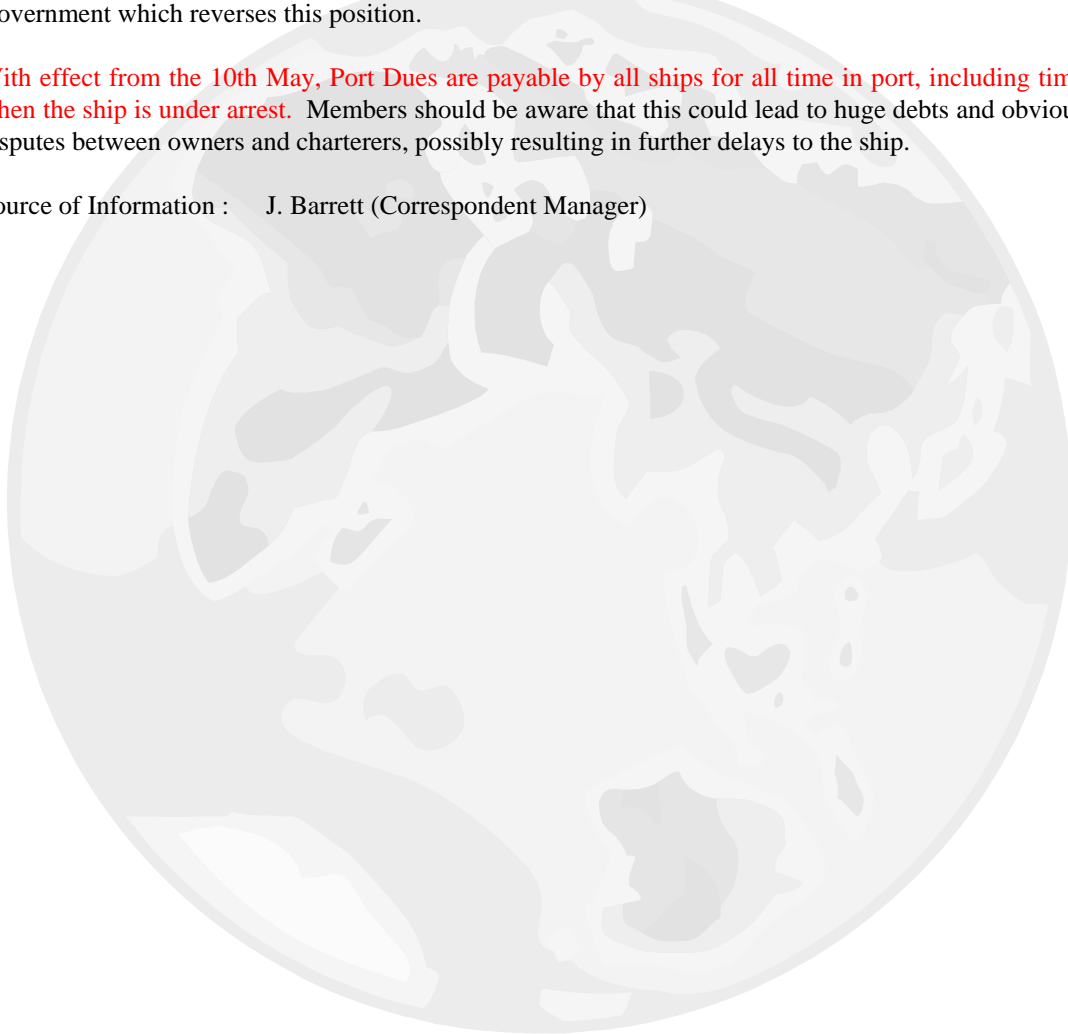 overnment which reverses this position.
ith effect from the 10th May, Port Dues are payable by all ships for all time in port, including tim
hen the ship is under arrest. Members should be aware that this could lead to huge debts and obviou
sputes between owners and charterers, possibly resulting in further delays to the ship.
ource of Information : J. Barrett (Correspondent Manager)